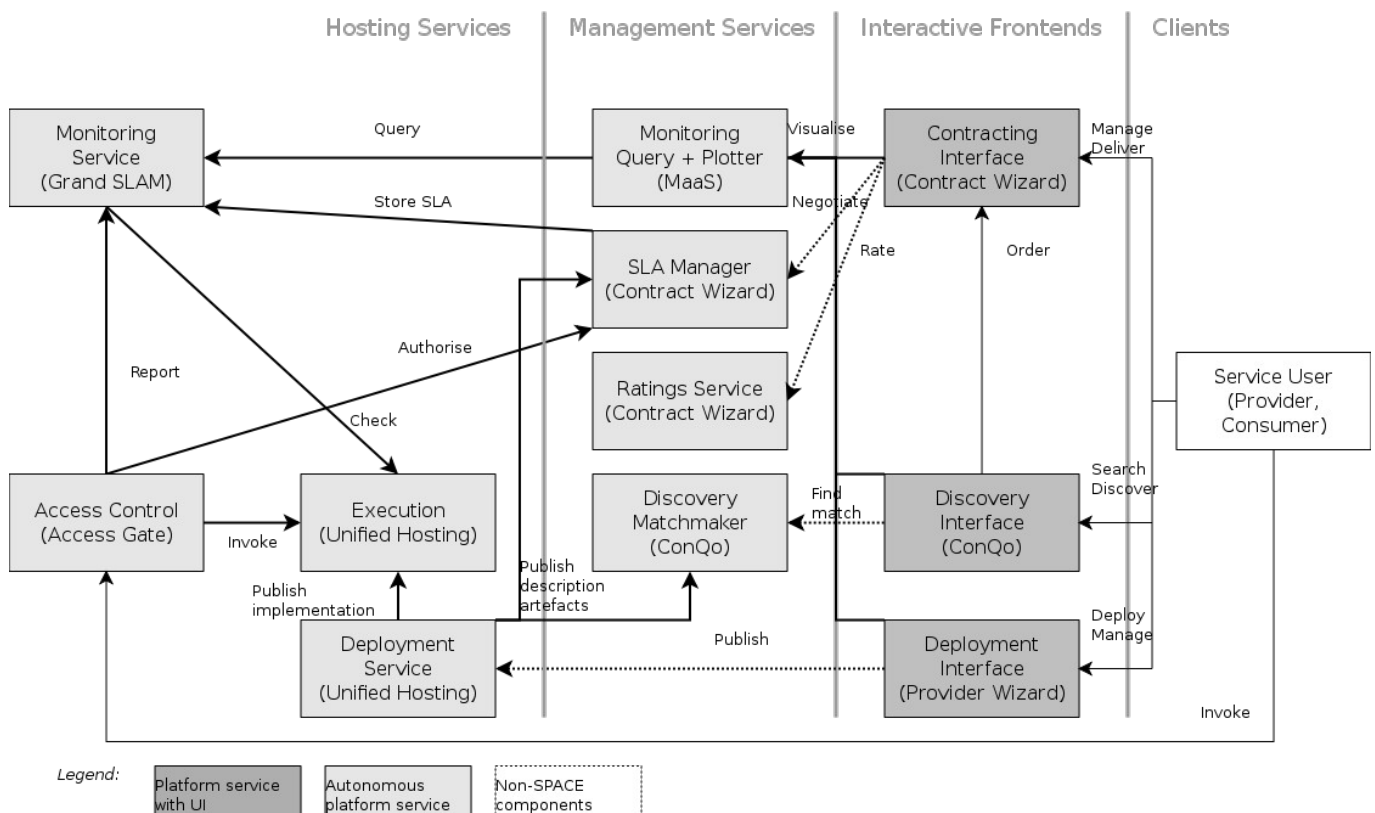 Hosting Services
Management Services
Interactive Frontends
Clients
Monitoring
Service
(Grand SLAM)
Query
Monitoring
Query + Plotter
(MaaS)
Visualise
Contracting
Interface
(Contract Wizard)
Manage
Deliver
Store SLA
Negotiate
SLA Manager
(Contract Wizard)
Rate
Order
Authorise
Report
Ratings Service
(Contract Wizard)
Service User
(Provider,
Consumer)
Check
Access Control
(Access Gate)
Invoke
Execution
(Unified Hosting)
Discovery
Matchmaker
(ConQo)
Find
match
Discovery
Interface
(ConQo)
Search
Discover
Publish
implementation
Publish
description
artefacts
Deployment
Service
(Unified Hosting)
Publish
Deployment
Interface
(Provider Wizard)
Deploy
Manage
Invoke
Legend:
Platform service
with UI
Autonomous
platform service
Non-SPACE
components